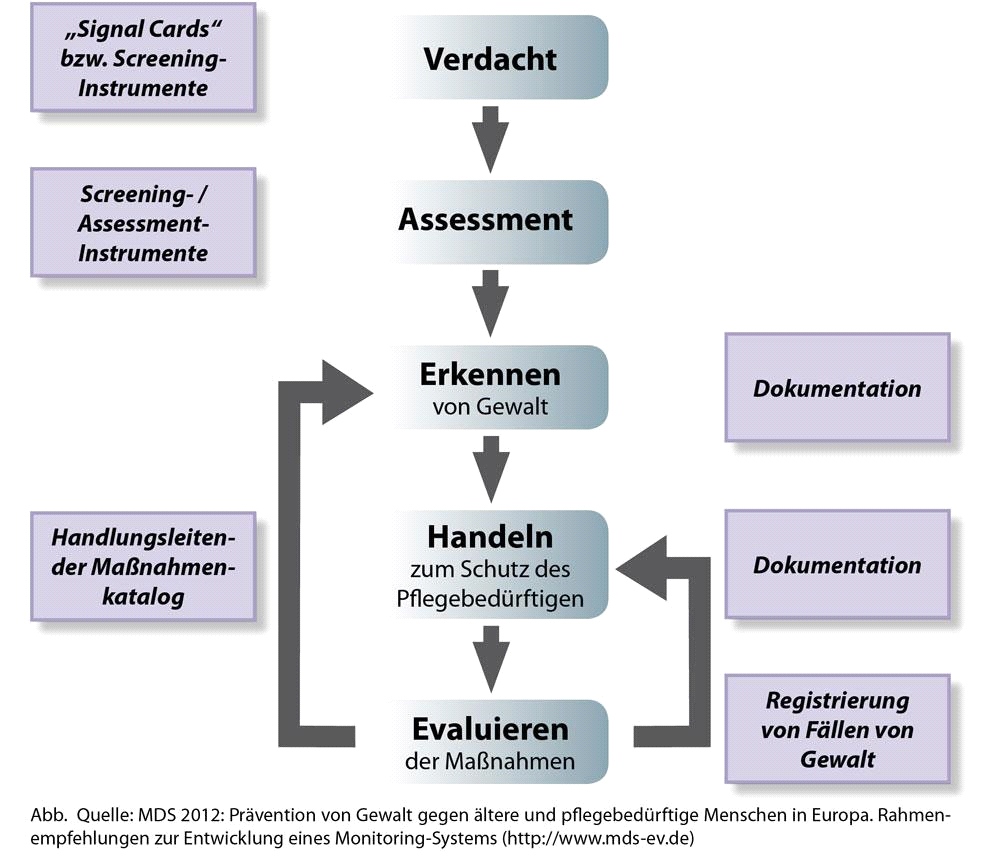 „Signal Cards“
bzw. Screening-
Instrumente
Verdacht
Screening- /
Assessment-
Instrumente
Assessment
Erkennen
von Gewalt
Dokumentation
Handlungsleiten-
der Maßnahmen-
katalog
Handeln
zum Schutz des
Pflegebedürftigen
Dokumentation
Evaluieren
der Maßnahmen
Registrierung
von Fällen von
Gewalt
Abb.  Quelle: MDS 2012: Prävention von Gewalt gegen ältere und pflegebedürftige Menschen in Europa. Rahmen-
empfehlungen zur Entwicklung eines Monitoring-Systems (http://www.mds-ev.de)